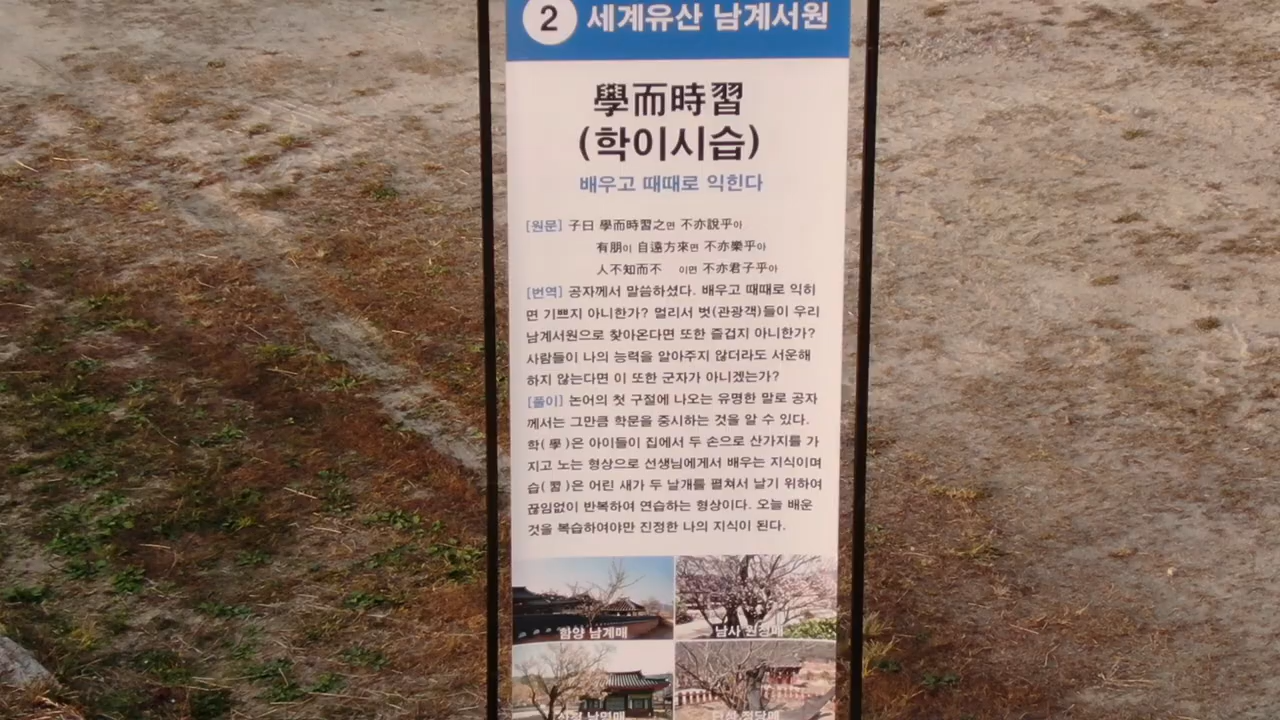 2 세계유산 남계서원
學而時習
(학이시습)
배우고 때때로 익힌다
[원문] 子曰 學而時習之면 不亦說乎아
有朋이 自遠方來면 不亦樂乎아
人不知而不 이면 不亦君子乎아
[번역] 공자께서 말씀하셨다. 배우고 때때로 익히
면 기쁘지 아니한가? 멀리서 벗(관광객)들이 우리
남계서원으로 찾아온다면 또한 즐겁지 아니한가?
사람들이 나의 능력을 알아주지 않더라도 서운해
하지 않는다면 이 또한 군자가 아니겠는가?
[풀이] 논어의 첫 구절에 나오는 유명한 말로 공자
께서는 그만큼 학문을 중시하는 것을 알 수 있다.
학( 學 )은 아이들이 집에서 두 손으로 산가지를 가
지고 노는 형상으로 선생님에게서 배우는 지식이며
습( 習 )은 어린 새가 두 날개를 펼쳐서 날기 위하여
끊임없이 반복하여 연습하는 형상이다. 오늘 배운
것을 복습하여야만 진정한 나의 지식이 된다.
함양 남계매
남사 원정매
산청 남명매
단속 정당매